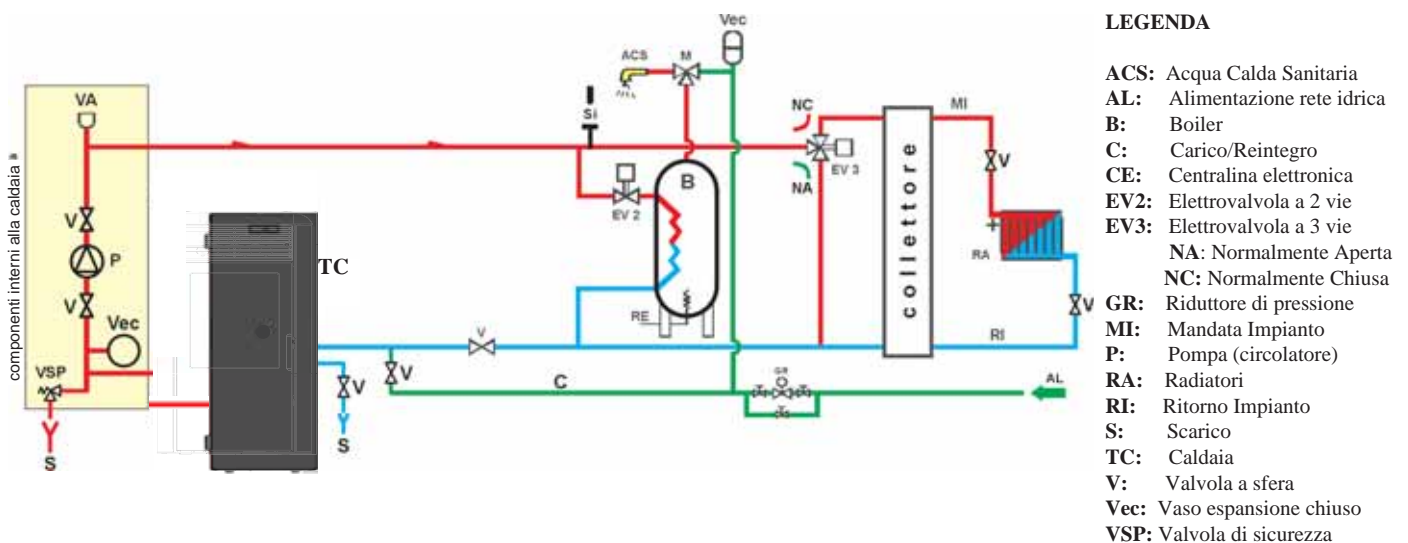 Vec
ACS
M
VA
Si
NC
MI
V
EV 3
NA
B
EV 2
collettore
RA
V
P
V
TC
V
Vec
VSP
RE
V
RI
V
V
C
GR
AL
S
S
componenti interni alla caldaia
LEGENDA
ACS: Acqua Calda Sanitaria
AL: Alimentazione rete idrica
B: Boiler
C: Carico/Reintegro
CE: Centralina elettronica
EV2: Elettrovalvola a 2 vie
EV3: Elettrovalvola a 3 vie
NA: Normalmente Aperta
NC: Normalmente Chiusa
GR: Riduttore di pressione
MI: Mandata Impianto
P: Pompa (circolatore)
RA: Radiatori
RI: Ritorno Impianto
S: Scarico
TC: Caldaia
V: Valvola a sfera
Vec: Vaso espansione chiuso
VSP: Valvola di sicurezza